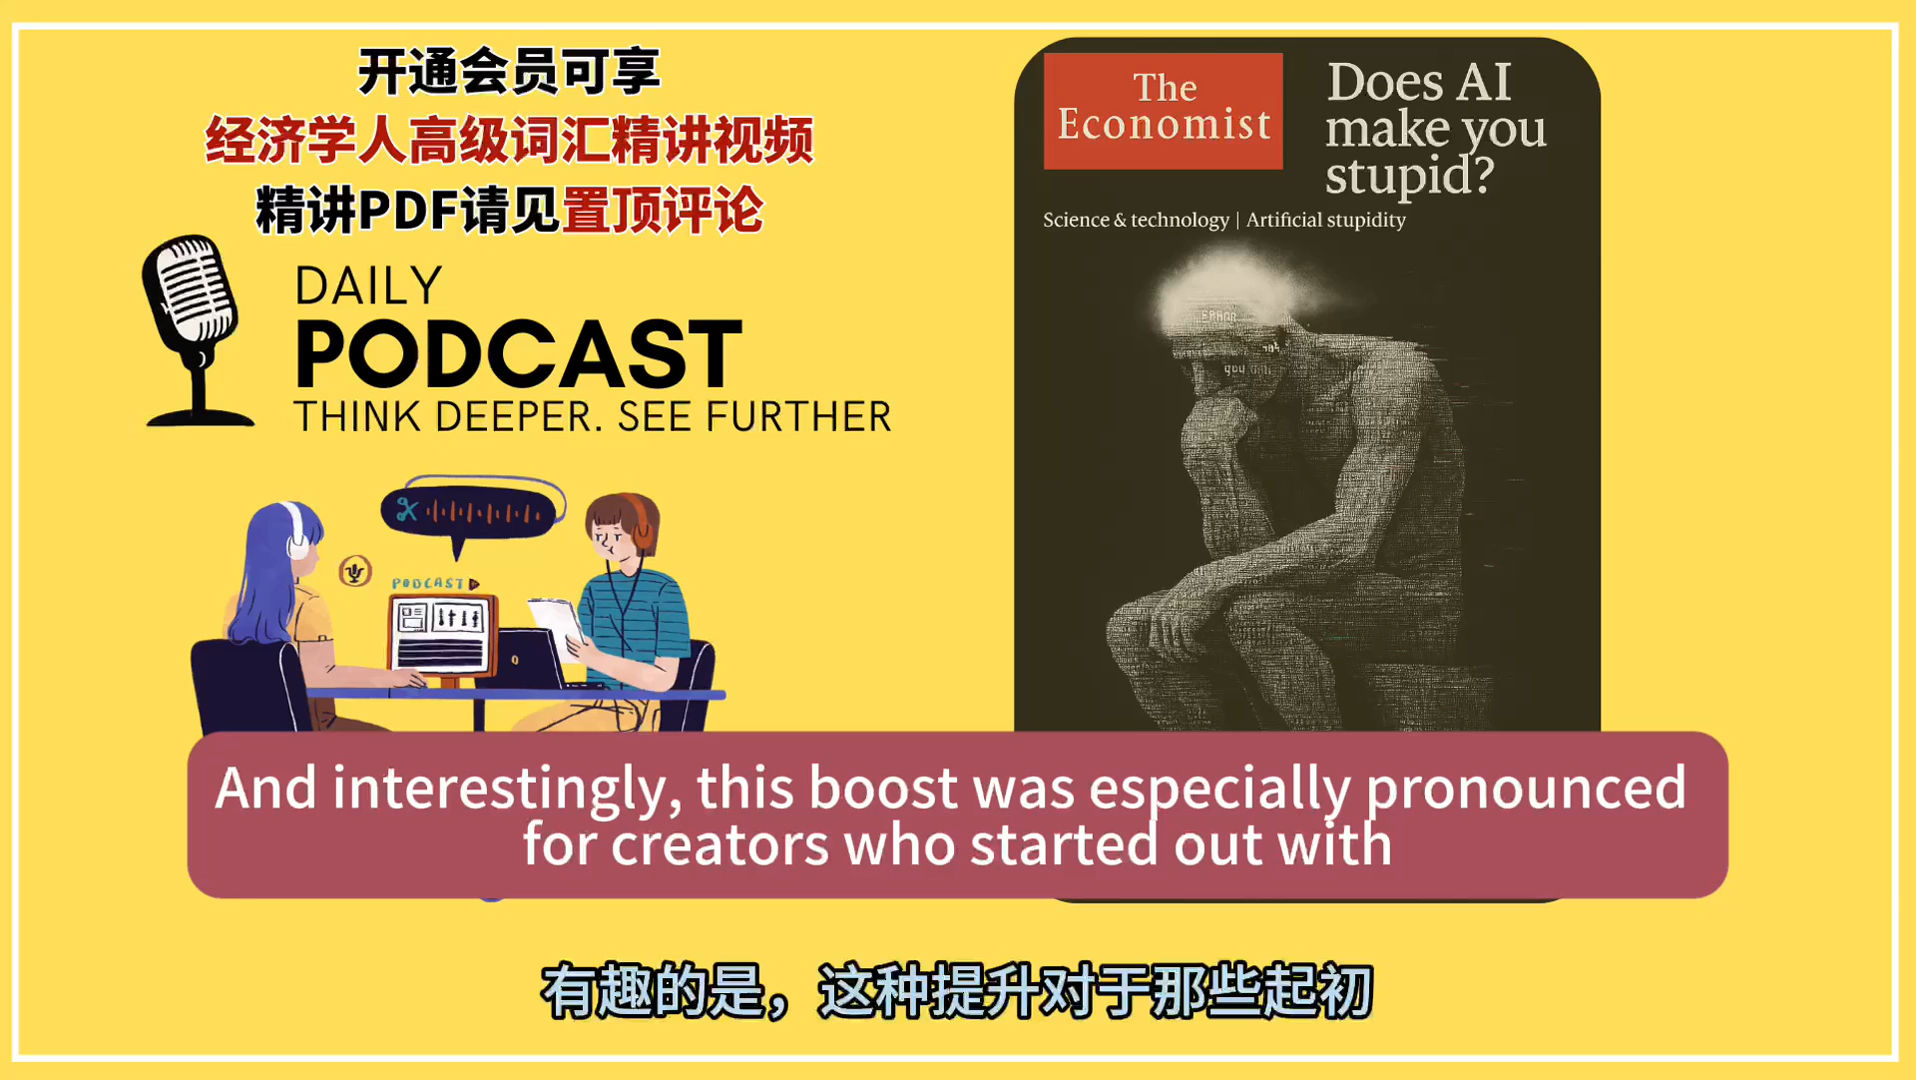 开通会员可享
经济学人高级词汇精讲视频
精讲PDF请见置顶评论
DAILY
PODCAST
THINK DEEPER. SEE FURTHER
PODCAST
The
Economist
Does AI
make you
stupid?
Science & technology | Artificial stupidity
ERROR
404
And interestingly, this boost was especially pronounced
for creators who started out with
有趣的是，这种提升对于那些起初